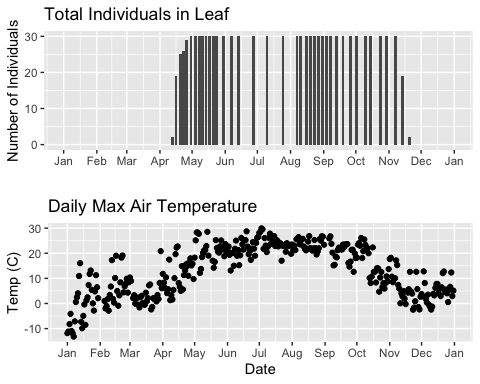 Total Individuals in Leaf
Number of Individuals
30
20
10
0
Jan Feb Mar Apr May Jun Jul Aug Sep Oct Nov Dec Jan
Daily Max Air Temperature
Temp (C)
30
20
10
0
-10
Jan Feb Mar Apr May Jun Jul Aug Sep Oct Nov Dec Jan
Date